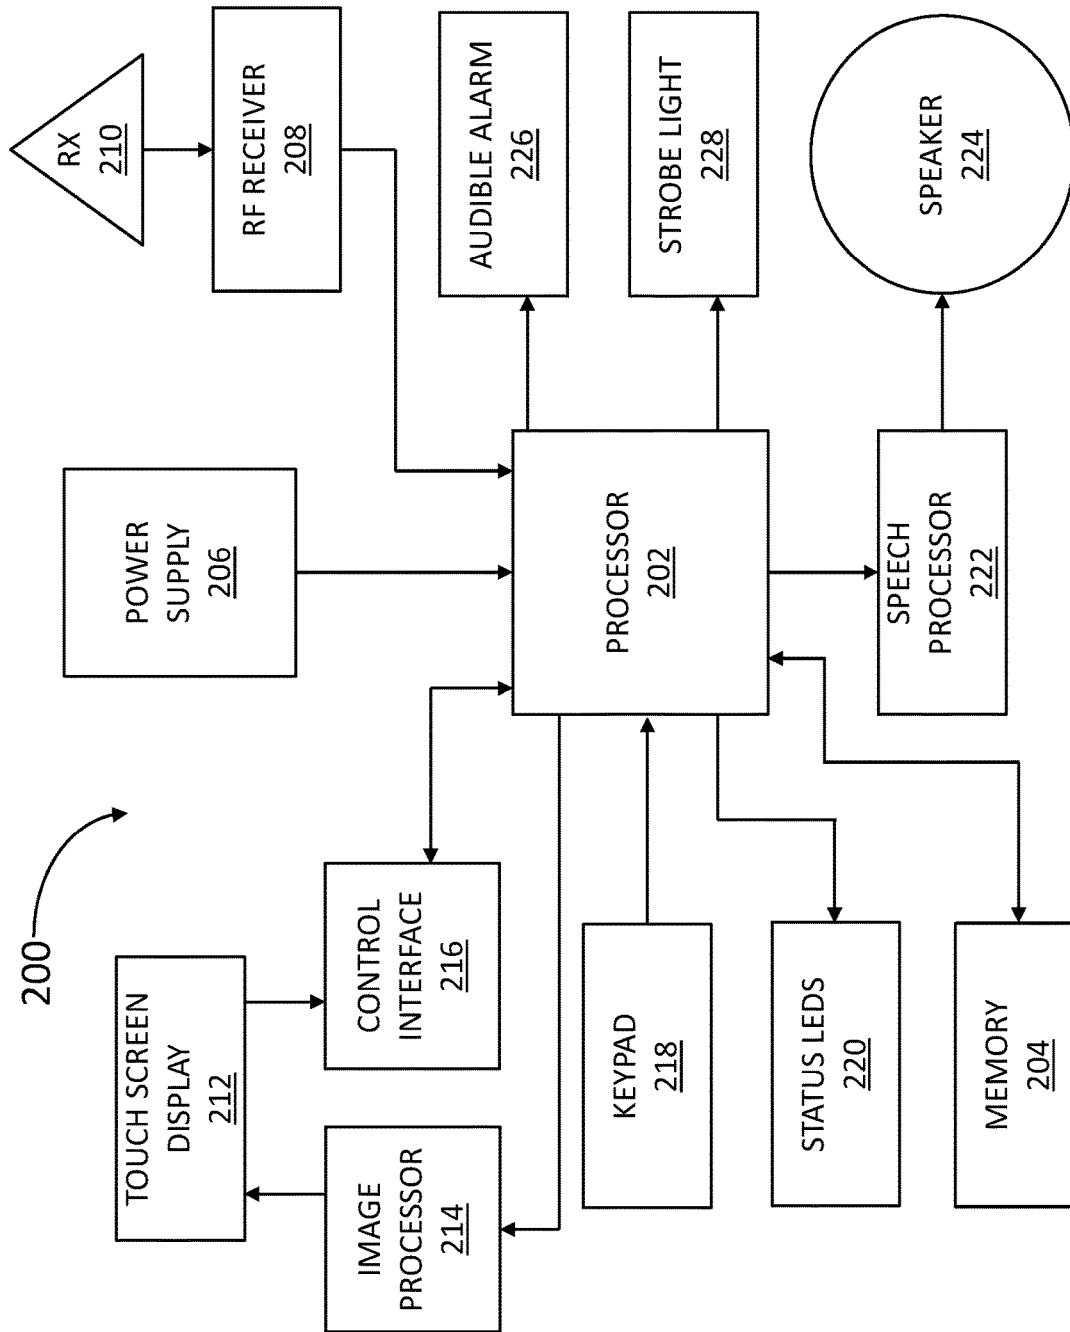 200
TOUCH SCREEN
DISPLAY
212
IMAGE
PROCESSOR
214
CONTROL
INTERFACE
216
POWER
SUPPLY
206
RX
210
RF RECEIVER
208
KEYPAD
218
STATUS LEDS
220
MEMORY
204
PROCESSOR
202
AUDIBLE ALARM
226
STROBE LIGHT
228
SPEECH
PROCESSOR
222
SPEAKER
224